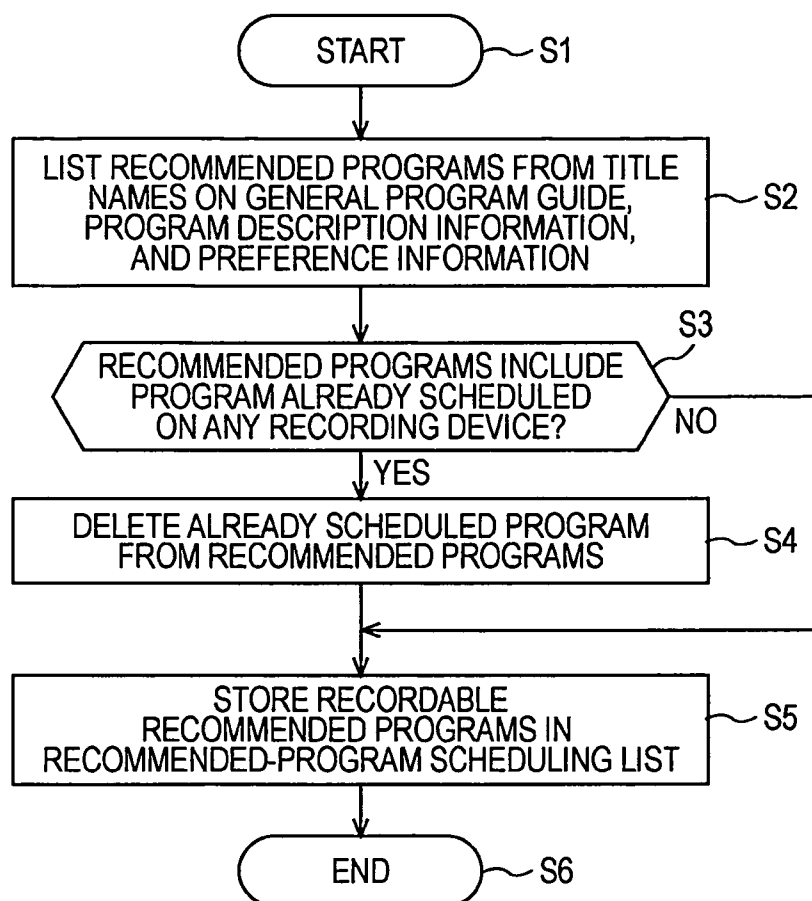 START
S1
LIST RECOMMENDED PROGRAMS FROM TITLE
NAMES ON GENERAL PROGRAM GUIDE,
PROGRAM DESCRIPTION INFORMATION,
AND PREFERENCE INFORMATION
S2
S3
RECOMMENDED PROGRAMS INCLUDE
PROGRAM ALREADY SCHEDULED
ON ANY RECORDING DEVICE?
NO
YES
DELETE ALREADY SCHEDULED PROGRAM
FROM RECOMMENDED PROGRAMS
S4
STORE RECORDABLE
RECOMMENDED PROGRAMS IN
RECOMMENDED-PROGRAM SCHEDULING LIST
S5
END
S6